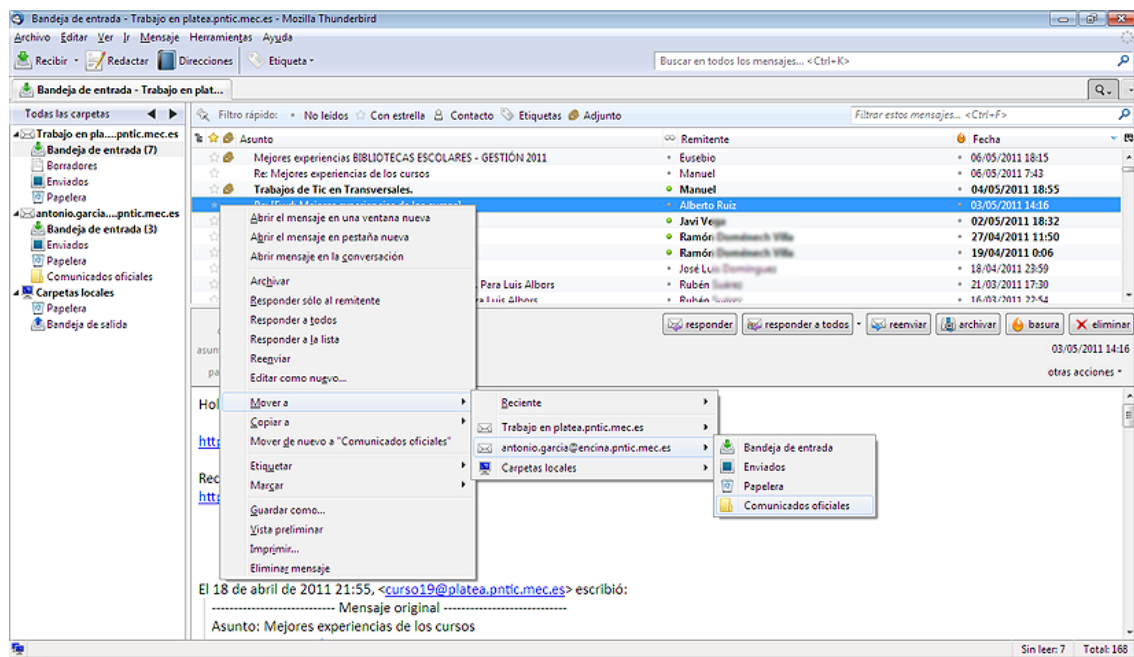 Bandeja de entrada - Trabajo en platea.pntic.mec.es - Mozilla Thunderbird
Archivo Editar Ver Ir Mensaje Herramientas Ayuda
Recibir Redactar Direcciones Etiqueta
Buscar en todos los mensajes... <Ctrl+K>
Bandeja de entrada - Trabajo en plat...
Todas las carpetas
Filtro rápido: No leídos Con estrella Contacto Etiquetas Adjunto
Filtrar estos mensajes... <Ctrl+F>
Trabajo en pla....pntic.mec.es
Bandeja de entrada (7)
Borradores
Enviados
Papelera
antonio.garcia....pntic.mec.es
Bandeja de entrada (3)
Enviados
Papelera
Comunicados oficiales
Carpetas locales
Papelera
Bandeja de salida
Asunto Remitente Fecha
Mejores experiencias BIBLIOTECAS ESCOLARES - GESTIÓN 2011 Eusebio 06/05/2011 18:15
Re: Mejores experiencias de los cursos Manuel 06/05/2011 7:43
Trabajos de Tic en Transversales. Manuel 04/05/2011 18:55
Re: [Fwd: Mejores experiencias de los cursos] Alberto Ruiz 03/05/2011 14:16
Javi 02/05/2011 18:32
Ramón 27/04/2011 11:50
Ramón 19/04/2011 0:06
José 18/04/2011 23:59
Para Luis Albors Rubén 21/03/2011 17:30
Luis Albors Rubén 16/03/2011 22:54
responder responder a todos reenviar archivar basura eliminar
03/05/2011 14:16
otras acciones
Abrir el mensaje en una ventana nueva
Abrir el mensaje en pestaña nueva
Abrir mensaje en la conversación
Archivar
Responder sólo al remitente
Responder a todos
Responder a la lista
Reenviar
Editar como nuevo...
Mover a
Copiar a
Mover de nuevo a "Comunicados oficiales"
Etiquetar
Marcar
Guardar como...
Vista preliminar
Imprimir...
Eliminar mensaje
Reciente
Trabajo en platea.pntic.mec.es
antonio.garcia@encina.pntic.mec.es
Carpetas locales
Bandeja de entrada
Enviados
Papelera
Comunicados oficiales
El 18 de abril de 2011 21:55, <curso19@platea.pntic.mec.es> escribió:
---------------------------- Mensaje original ----------------------------
Asunto: Mejores experiencias de los cursos
Sin leer: 7 Total: 168